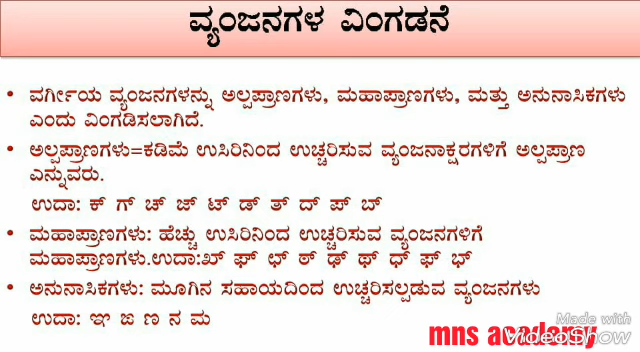 ವ್ಯಂಜನಗಳ ವಿಂಗಡನೆ
• ವರ್ಗೀಯ ವ್ಯಂಜನಗಳನ್ನು ಅಲ್ಪಪ್ರಾಣಗಳು, ಮಹಾಪ್ರಾಣಗಳು, ಮತ್ತು ಅನುನಾಸಿಕಗಳು
ಎಂದು ವಿಂಗಡಿಸಲಾಗಿದೆ.
• ಅಲ್ಪಪ್ರಾಣಗಳು=ಕಡಿಮೆ ಉಸಿರಿನಿಂದ ಉಚ್ಚರಿಸುವ ವ್ಯಂಜನಾಕ್ಷರಗಳಿಗೆ ಅಲ್ಪಪ್ರಾಣ
ಎನ್ನುವರು.
ಉದಾ: ಕ್ ಗ್ ಚ್ ಜ್ ಟ್ ಡ್ ತ್ ದ್ ಪ್ ಬ್
• ಮಹಾಪ್ರಾಣಗಳು: ಹೆಚ್ಚು ಉಸಿರಿನಿಂದ ಉಚ್ಚರಿಸುವ ವ್ಯಂಜನಗಳಿಗೆ
ಮಹಾಪ್ರಾಣಗಳು.ಉದಾ:ಖ್ ಘ್ ಛ್ ಠ್ ಢ್ ಥ್ ಧ್ ಫ್ ಭ್
• ಅನುನಾಸಿಕಗಳು: ಮೂಗಿನ ಸಹಾಯದಿಂದ ಉಚ್ಚರಿಸಲ್ಪಡುವ ವ್ಯಂಜನಗಳು
ಉದಾ: ಞ ಙ ಣ ನ ಮ
Made with
mns academy
VideoShow